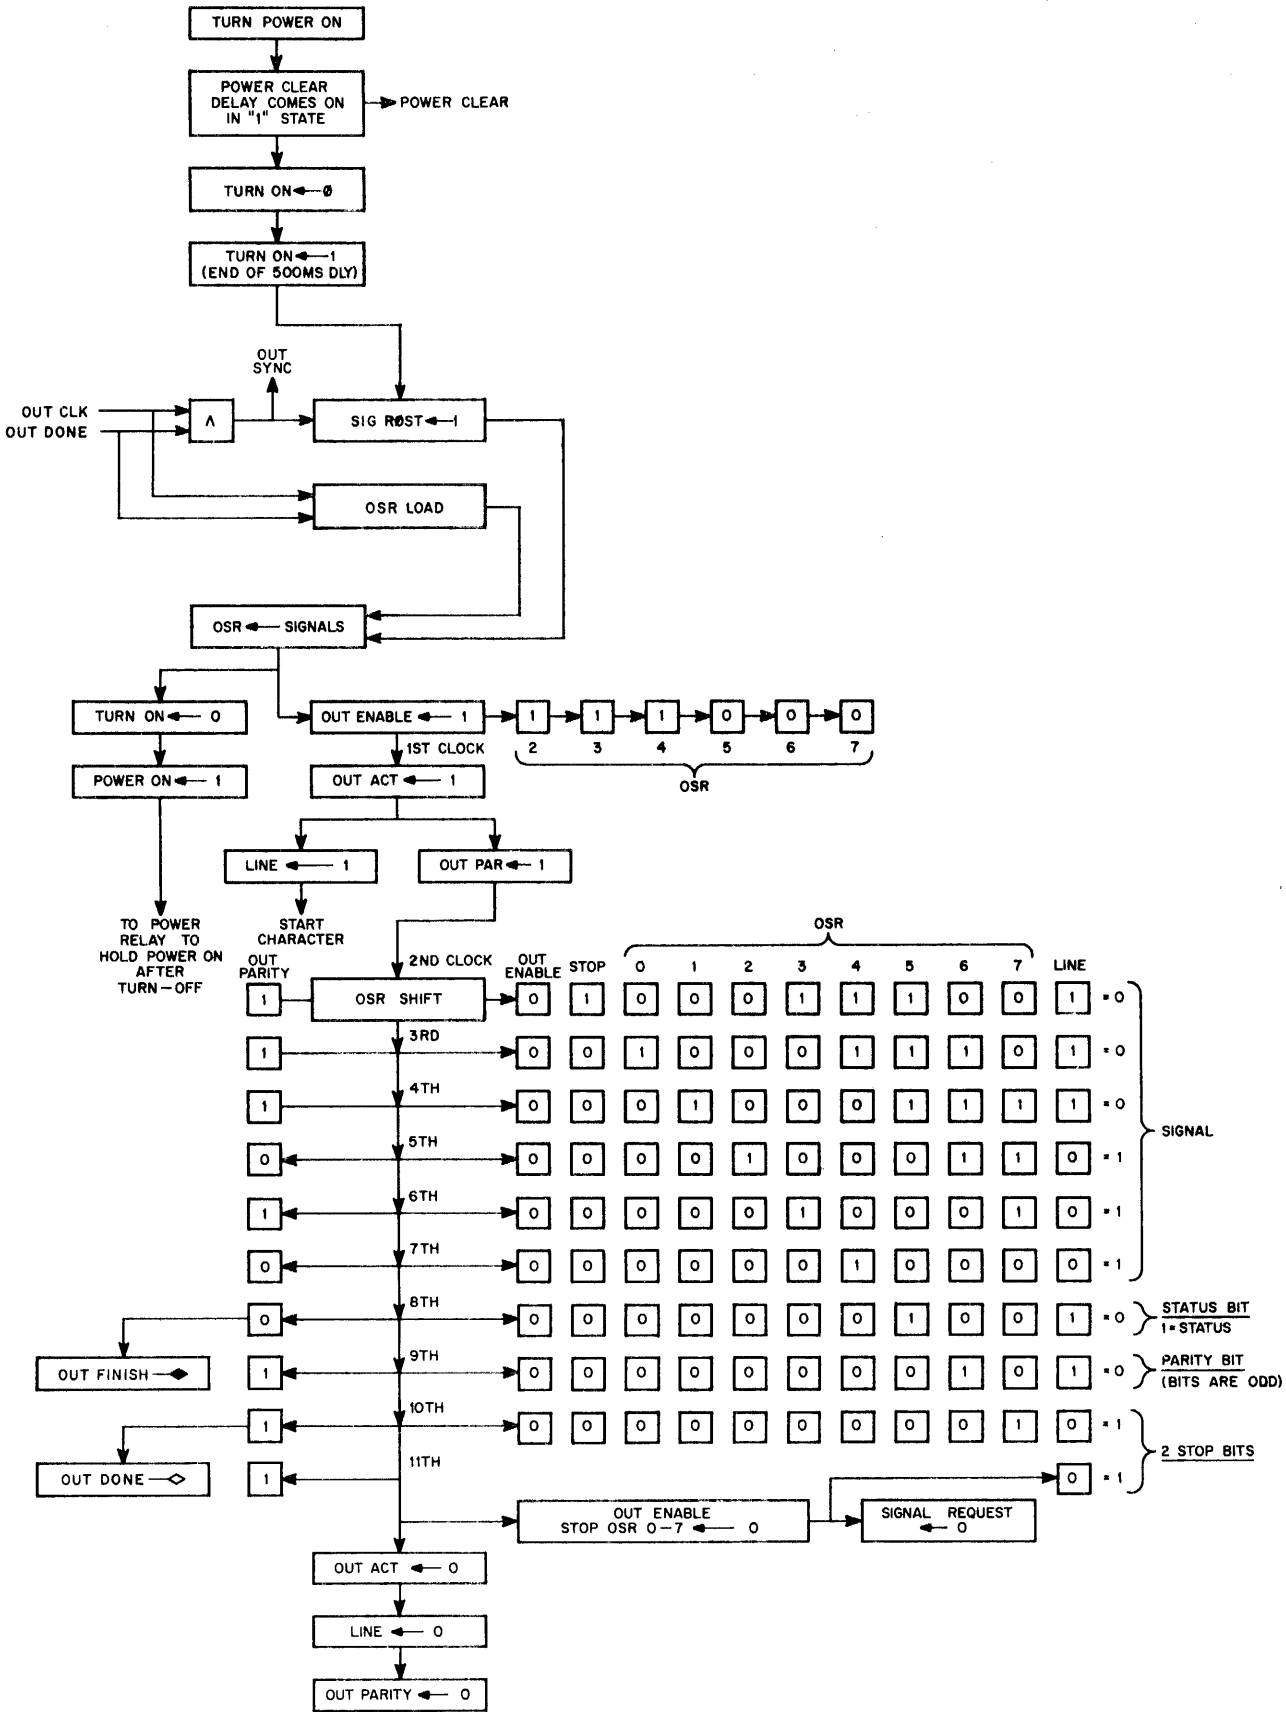 TURN POWER ON
POWER CLEAR
DELAY COMES ON
IN "1" STATE
POWER CLEAR
TURN ON ← Ø
TURN ON ← 1
(END OF 500MS DLY)
OUT
SYNC
OUT CLK
OUT DONE
Λ
SIG RØST ← 1
OSR LOAD
OSR ← SIGNALS
TURN ON ← 0
OUT ENABLE ← 1
1 1 1 0 0 0
2 3 4 5 6 7
OSR
1ST CLOCK
POWER ON ← 1
OUT ACT ← 1
LINE ← 1
OUT PAR ← 1
TO POWER
RELAY TO
HOLD POWER ON
AFTER
TURN-OFF
START
CHARACTER
OSR
OUT
PARITY
2ND CLOCK
OUT
ENABLE
STOP 0 1 2 3 4 5 6 7 LINE
1 OSR SHIFT 0 1 0 0 0 1 1 1 0 0 1 = 0
3RD
1 0 0 1 0 0 0 1 1 1 0 1 = 0
4TH
1 0 0 0 1 0 0 0 1 1 1 1 = 0
SIGNAL
5TH
0 0 0 0 0 1 0 0 0 1 1 0 = 1
6TH
1 0 0 0 0 0 1 0 0 0 1 0 = 1
7TH
0 0 0 0 0 0 0 1 0 0 0 0 = 1
8TH
0 0 0 0 0 0 0 0 1 0 0 1 = 0
STATUS BIT
1 = STATUS
9TH
OUT FINISH
1 0 0 0 0 0 0 0 0 1 0 1 = 0
PARITY BIT
(BITS ARE ODD)
10TH
1 0 0 0 0 0 0 0 0 0 1 0 = 1
2 STOP BITS
11TH
OUT DONE
1 0 = 1
OUT ENABLE
STOP OSR 0-7 ← 0
SIGNAL REQUEST
← 0
OUT ACT ← 0
LINE ← 0
OUT PARITY ← 0